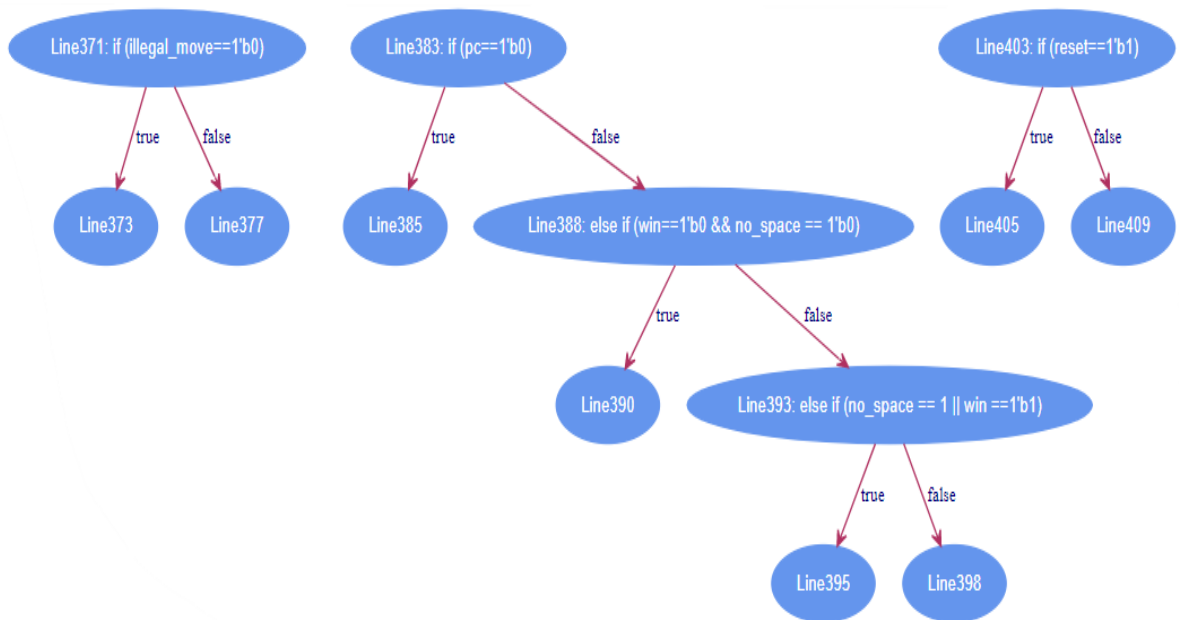 Line371: if (illegal_move==1'b0)
Line383: if (pc==1'b0)
Line403: if (reset==1'b1)
true
false
true
false
true
false
Line373
Line377
Line385
Line388: else if (win==1'b0 && no_space == 1'b0)
Line405
Line409
true
false
Line390
Line393: else if (no_space == 1 || win ==1'b1)
true
false
Line395
Line398